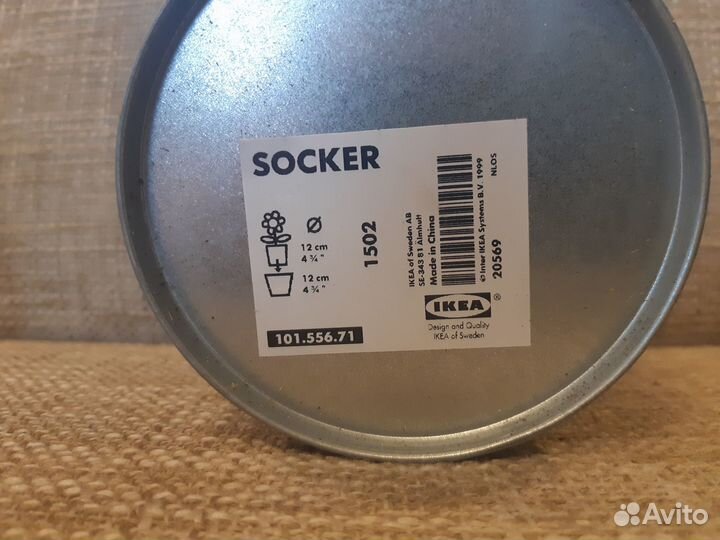 SOCKER
12 cm
4 ¾"
12 cm
4 ¾"
101.556.71
1502
IKEA of Sweden AB
SE-343 81 Älmhult
Made in China
© Inter IKEA Systems B.V. 1999
20569
NLOS
IKEA®
Design and Quality
IKEA of Sweden
Avito